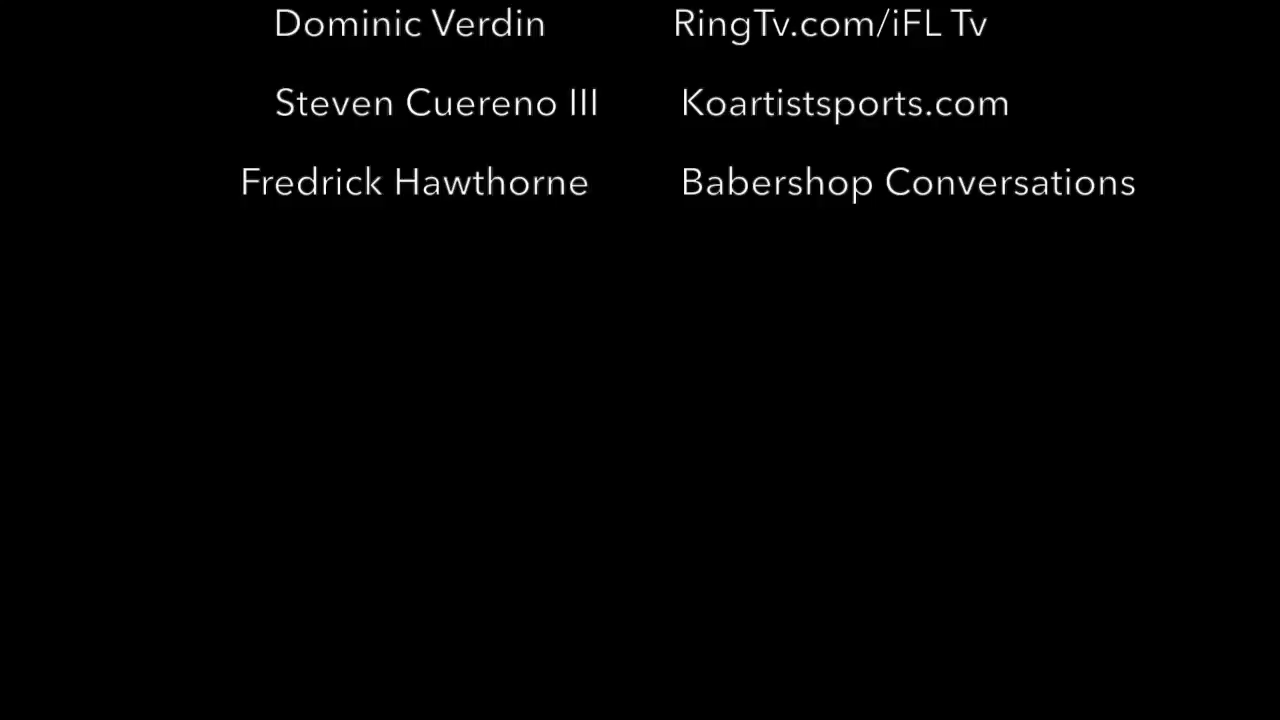 Dominic Verdin RingTv.com/iFL Tv
Steven Cuereno III Koartistsports.com
Fredrick Hawthorne Babershop Conversations